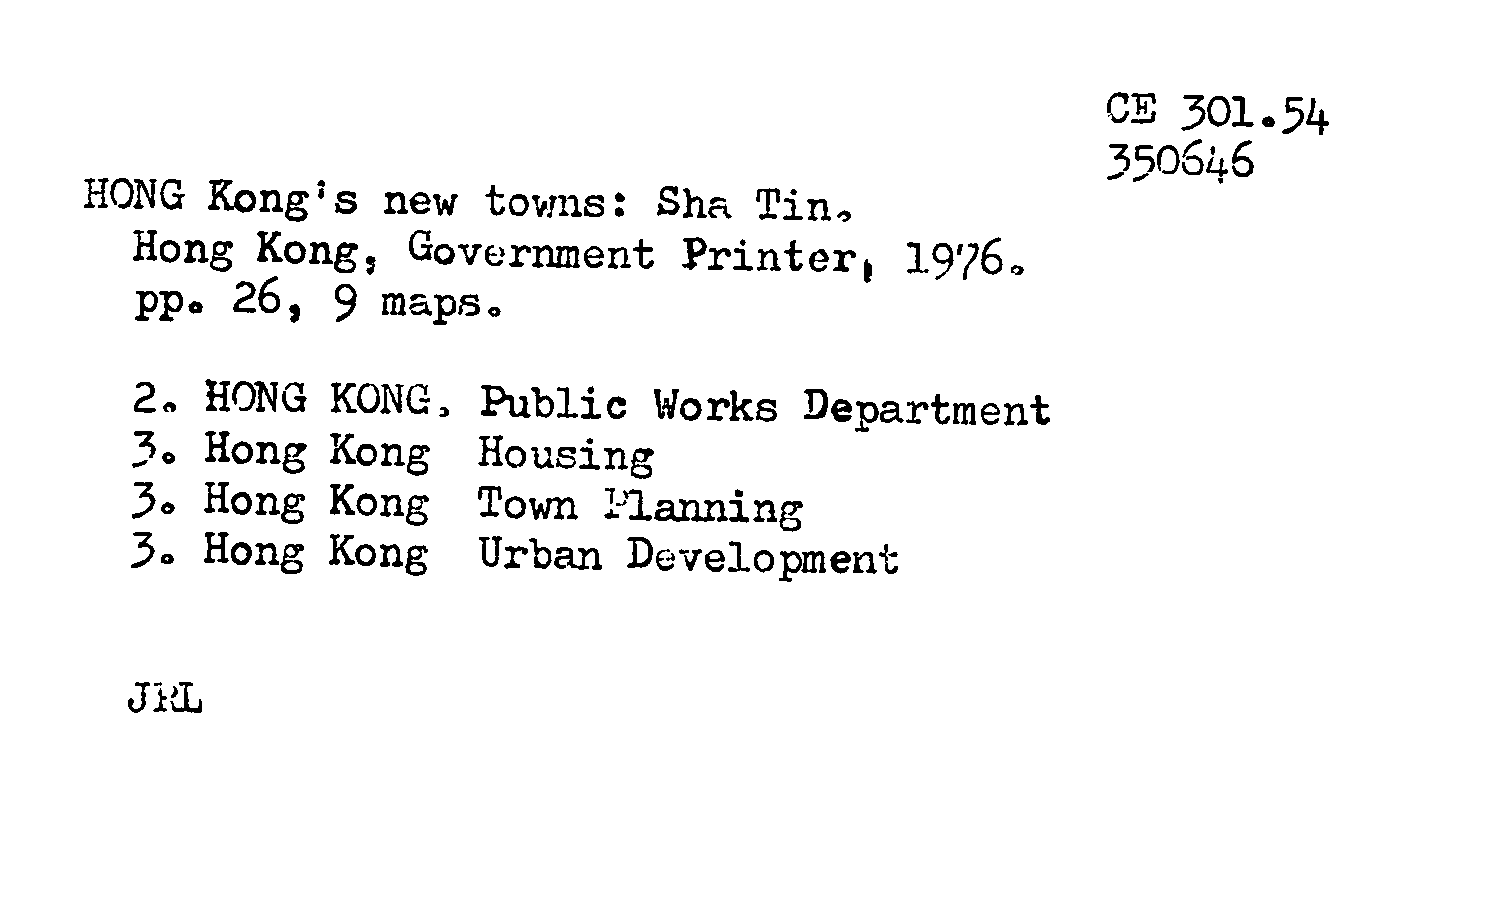 CE 301.54
350646
HONG Kong's new towns: Sha Tin.
Hong Kong, Government Printer, 1976.
pp. 26, 9 maps.
2. HONG KONG. Public Works Department
3. Hong Kong Housing
3. Hong Kong Town Planning
3. Hong Kong Urban Development
JRL